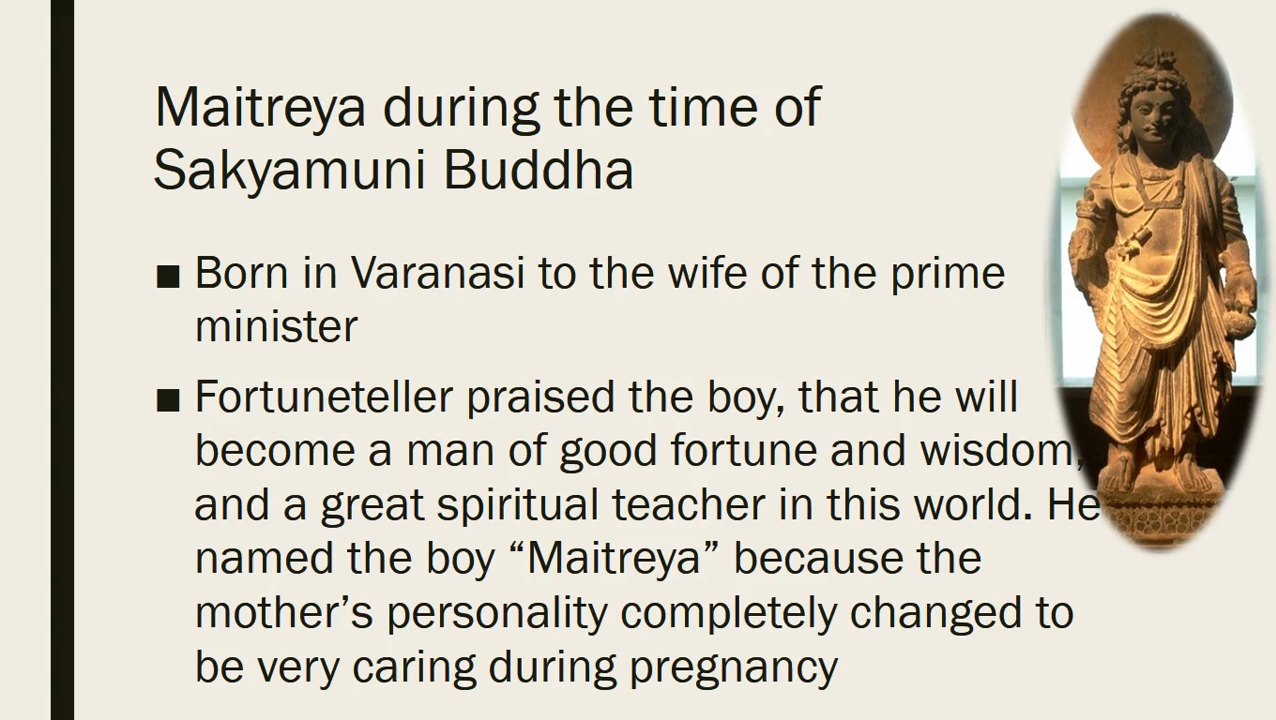 Maitreya during the time of
Sakyamuni Buddha
■ Born in Varanasi to the wife of the prime
minister
■ Fortuneteller praised the boy, that he will
become a man of good fortune and wisdom,
and a great spiritual teacher in this world. He
named the boy “Maitreya” because the
mother’s personality completely changed to
be very caring during pregnancy